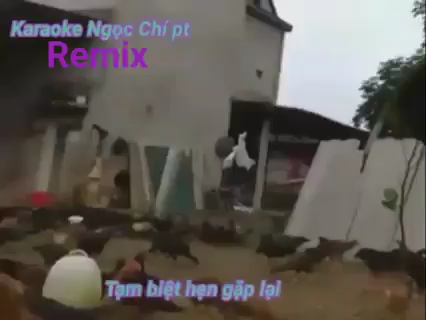 Karaoke Ngọc Chí pt
Remix
Tạm biệt hẹn gặp lại